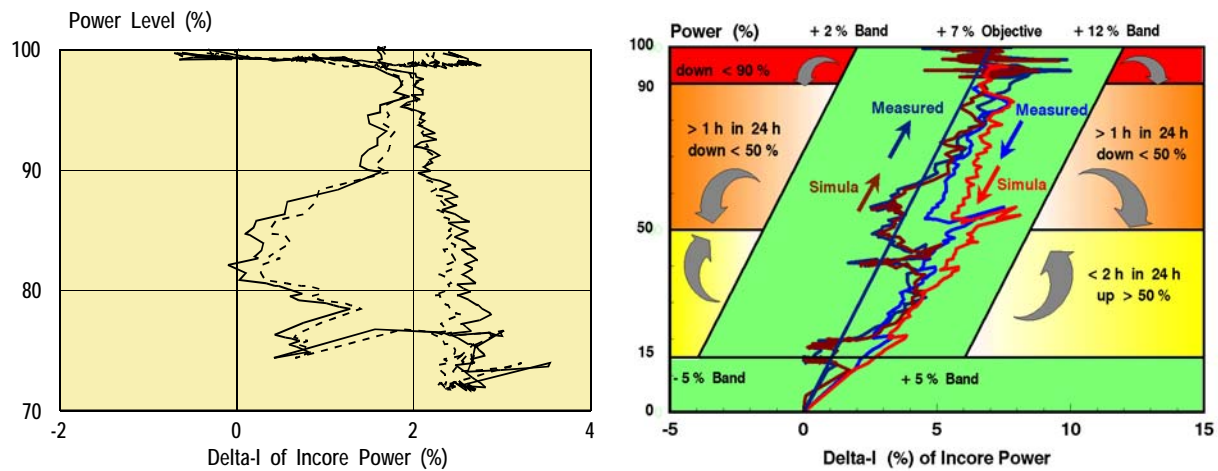 Power Level (%)
100
90
80
70
-2
0
2
4
Delta-I of Incore Power (%)
Power (%)
+ 2 % Band
+ 7 % Objective
+ 12 % Band
100
90
50
15
0
down < 90 %
> 1 h in 24 h
down < 50 %
Measured
Simula
Measured
Simula
> 1 h in 24 h
down < 50 %
< 2 h in 24 h
up > 50 %
- 5 % Band
+ 5 % Band
-5
0
5
10
15
Delta-I (%) of Incore Power